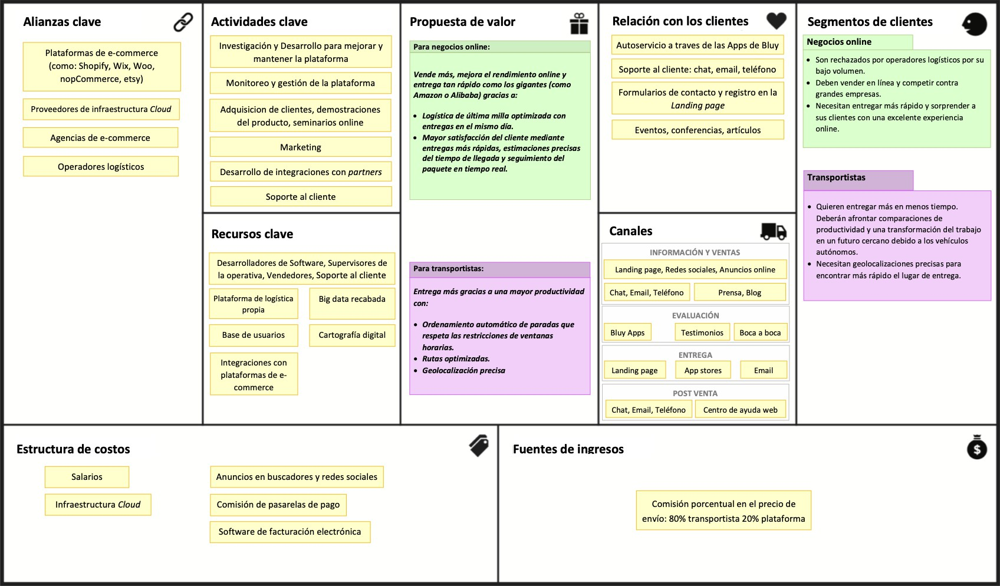 Alianzas clave
Plataformas de e-commerce
(como: Shopify, Wix, Woo,
nopCommerce, etsy)
Proveedores de infraestructura Cloud
Agencias de e-commerce
Operadores logísticos
Actividades clave
Investigación y Desarrollo para mejorar y
mantener la plataforma
Monitoreo y gestión de la plataforma
Adquisicion de clientes, demostraciones
del producto, seminarios online
Marketing
Desarrollo de integraciones con partners
Soporte al cliente
Recursos clave
Desarrolladores de Software, Supervisores de
la operativa, Vendedores, Soporte al cliente
Plataforma de logística
propia
Big data recabada
Base de usuarios
Cartografía digital
Integraciones con
plataformas de e-
commerce
Propuesta de valor
Para negocios online:
Vende más, mejora el rendimiento online y
entrega tan rápido como los gigantes (como
Amazon o Alibaba) gracias a:
• Logística de última milla optimizada con
entregas en el mismo día.
• Mayor satisfacción del cliente mediante
entregas más rápidas, estimaciones precisas
del tiempo de llegada y seguimiento del
paquete en tiempo real.
Para transportistas:
Entrega más gracias a una mayor productividad
con:
• Ordenamiento automático de paradas que
respeta las restricciones de ventanas
horarias.
• Rutas optimizadas.
• Geolocalización precisa
Relación con los clientes
Autoservicio a traves de las Apps de Bluy
Soporte al cliente: chat, email, teléfono
Formularios de contacto y registro en la
Landing page
Eventos, conferencias, artículos
Canales
INFORMACIÓN Y VENTAS
Landing page, Redes sociales, Anuncios online
Chat, Email, Teléfono
Prensa, Blog
EVALUACIÓN
Bluy Apps
Testimonios
Boca a boca
ENTREGA
Landing page
App stores
Email
POST VENTA
Chat, Email, Teléfono
Centro de ayuda web
Segmentos de clientes
Negocios online
• Son rechazados por operadores logísticos por su
bajo volumen.
• Deben vender en línea y competir contra
grandes empresas.
• Necesitan entregar más rápido y sorprender a
sus clientes con una excelente experiencia
online.
Transportistas
• Quieren entregar más en menos tiempo.
Deberán afrontar comparaciones de
productividad y una transformación del trabajo
en un futuro cercano debido a los vehículos
autónomos.
• Necesitan geolocalizaciones precisas para
encontrar más rápido el lugar de entrega.
Estructura de costos
Salarios
Infraestructura Cloud
Anuncios en buscadores y redes sociales
Comisión de pasarelas de pago
Software de facturación electrónica
Fuentes de ingresos
$
Comisión porcentual en el precio de
envío: 80% transportista 20% plataforma